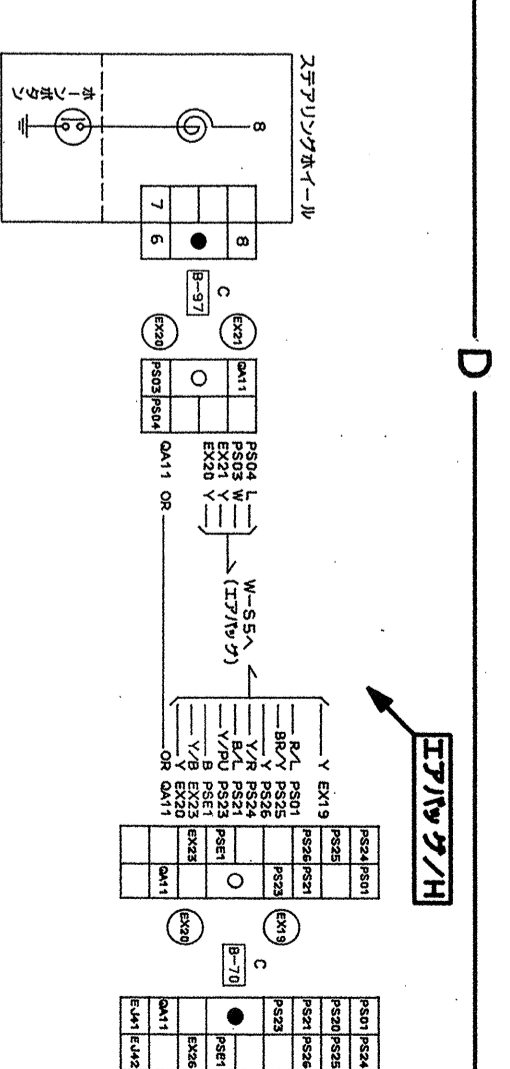 D
エアバッグ/H
ステアリングホイール
8
ホーン
ボタン
8
7 6
C
B-97
EX21
EX20
QA11
PS03 PS04
PS04 L
PS03 W
EX21 Y
EX20 Y
QA11 OR
W-S5へ
(エアバッグ)
Y EX19
R/L PS01
BR/Y PS25
Y PS26
Y/R PS24
B/L PS21
Y/PU PS23
B PSE1
Y/B EX23
Y EX20
OR QA11
PS24 PS01
PS25
PS26 PS21
PS23
PSE1
EX23
QA11
EX19
EX20
C
B-70
PS01 PS24
PS20 PS25
PS21 PS26
PS23
PSE1
EX26
QA11
EJ41 EJ42